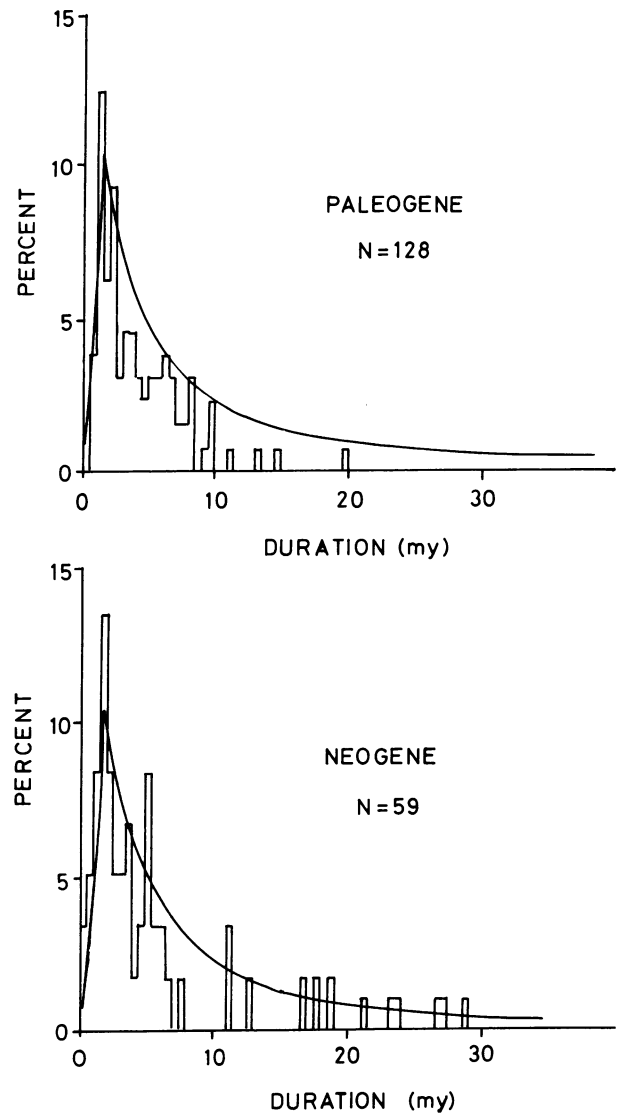 15
10
5
0
PERCENT
PALEOGENE
N=128
0 10 20 30
DURATION (my)
15
10
5
0
PERCENT
NEOGENE
N=59
0 10 20 30
DURATION (my)